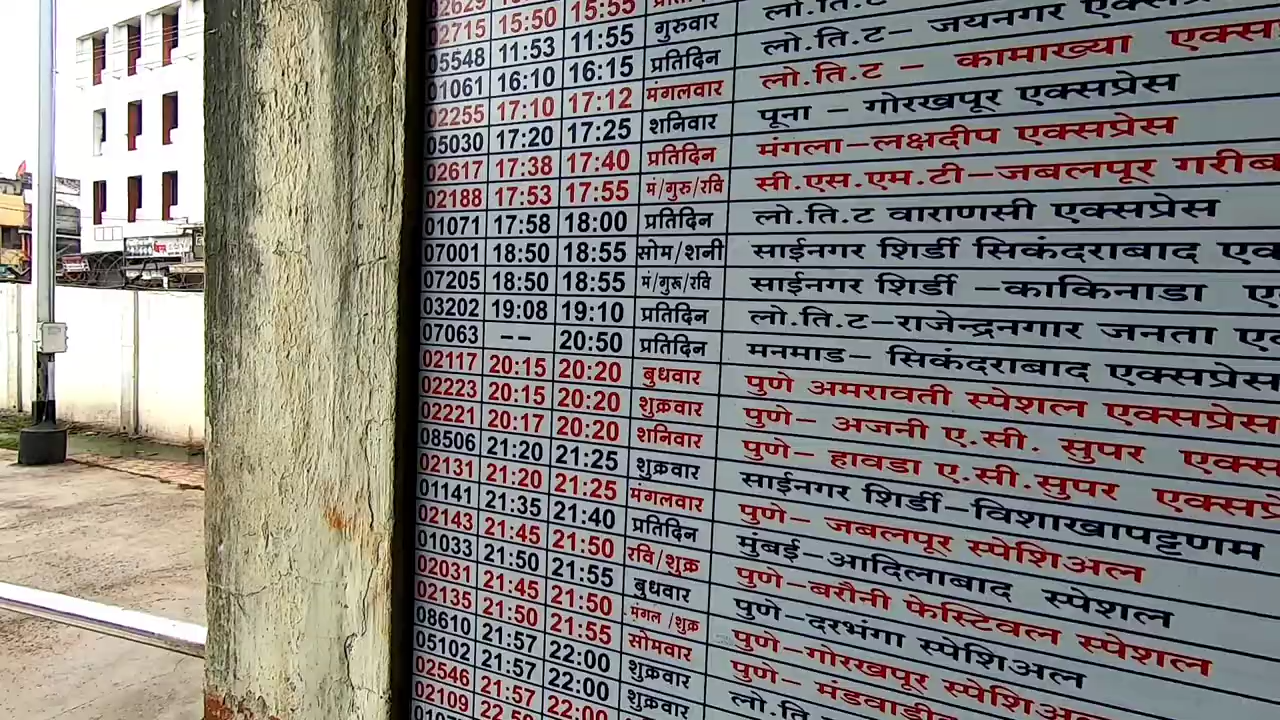 02629
02715 15:50 15:55
05548 11:53 11:55 गुरुवार लो.ति.ट
01061 16:10 16:15 प्रतिदिन लो.ति.ट– जयनगर एक्सप्रे
02255 17:10 17:12 मंगलवार लो.ति.ट – कामाख्या एक्स
05030 17:20 17:25 शनिवार पूना – गोरखपूर एक्सप्रेस
02617 17:38 17:40 प्रतिदिन मंगला–लक्षदीप एक्सप्रेस
02188 17:53 17:55 मं/गुरु/रवि सी.एस.एम.टी–जबलपूर गरीब
01071 17:58 18:00 प्रतिदिन लो.ति.ट वाराणसी एक्सप्रेस
07001 18:50 18:55 सोम/शनी साईनगर शिर्डी सिकंदराबाद एक
07205 18:50 18:55 मं/गुरू/रवि साईनगर शिर्डी –काकिनाडा ए
03202 19:08 19:10 प्रतिदिन लो.ति.ट–राजेन्द्रनगार जनता ए
07063 -- 20:50 प्रतिदिन मनमाड– सिकंदराबाद एक्सप्रेस
02117 20:15 20:20 बुधवार पुणे अमरावती स्पेशल एक्सप्रेस
02223 20:15 20:20 शुक्रवार पुणे– अजनी ए.सी. सुपर एक्स
02221 20:17 20:20 शनिवार पुणे– हावडा ए.सी.सुपर एक्सप्रे
08506 21:20 21:25 शुक्रवार साईनगर शिर्डी–विशाखापट्टणम
02131 21:20 21:25 मंगलवार पुणे– जबलपूर स्पेशिअल
01141 21:35 21:40 प्रतिदिन मुंबई–आदिलाबाद स्पेशल
02143 21:45 21:50 रवि/शुक्र पुणे–बरौनी फेस्टिवल स्पेशल
01033 21:50 21:55 बुधवार पुणे–दरभंगा स्पेशिअल
02031 21:45 21:50 मंगल/शुक्र पुणे–गोरखपूर स्पेशिअ
02135 21:50 21:55 सोमवार पुणे– मंडवाडी
08610 21:57 22:00 शुक्रवार लो.ति
05102 21:57 22:00 शुक्रवार
02546 21:57 22:00
02109